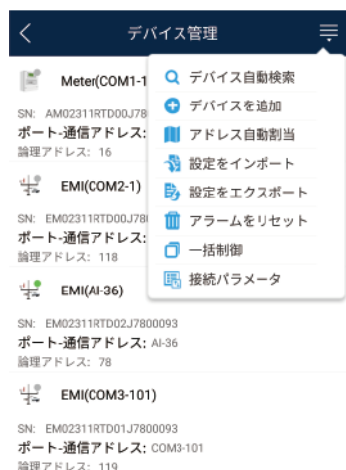 デバイス管理
Meter(COM1-1
SN: AM02311RTD00J78
ポート-通信アドレス:
論理アドレス: 16
EMI(COM2-1)
SN: EM02311RTD00J780
ポート-通信アドレス:
論理アドレス: 118
EMI(AI-36)
SN: EM02311RTD02J7800093
ポート-通信アドレス: AI-36
論理アドレス: 78
EMI(COM3-101)
SN: EM02311RTD01J7800093
ポート-通信アドレス: COM3-101
論理アドレス: 119
デバイス自動検索
デバイスを追加
アドレス自動割当
設定をインポート
設定をエクスポート
アラームをリセット
一括制御
接続パラメータ